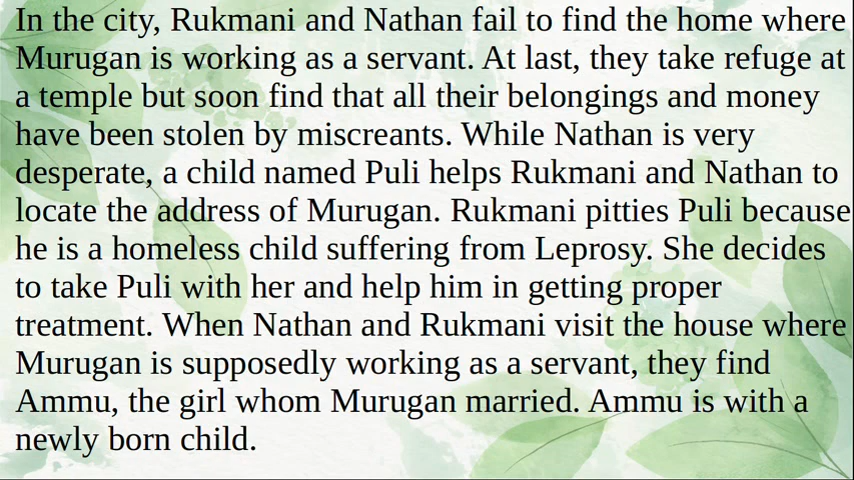 In the city, Rukmani and Nathan fail to find the home where
Murugan is working as a servant. At last, they take refuge at
a temple but soon find that all their belongings and money
have been stolen by miscreants. While Nathan is very
desperate, a child named Puli helps Rukmani and Nathan to
locate the address of Murugan. Rukmani pitties Puli because
he is a homeless child suffering from Leprosy. She decides
to take Puli with her and help him in getting proper
treatment. When Nathan and Rukmani visit the house where
Murugan is supposedly working as a servant, they find
Ammu, the girl whom Murugan married. Ammu is with a
newly born child.